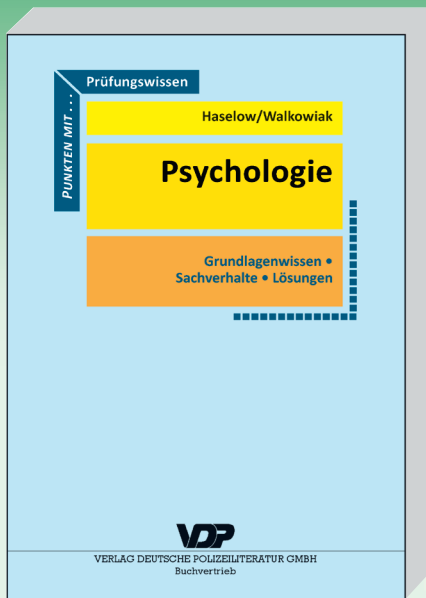 Prüfungswissen
PUNKTEN MIT . . .
Haselow/Walkowiak
Psychologie
Grundlagenwissen •
Sachverhalte • Lösungen
VDP
VERLAG DEUTSCHE POLIZEILITERATUR GMBH
Buchvertrieb